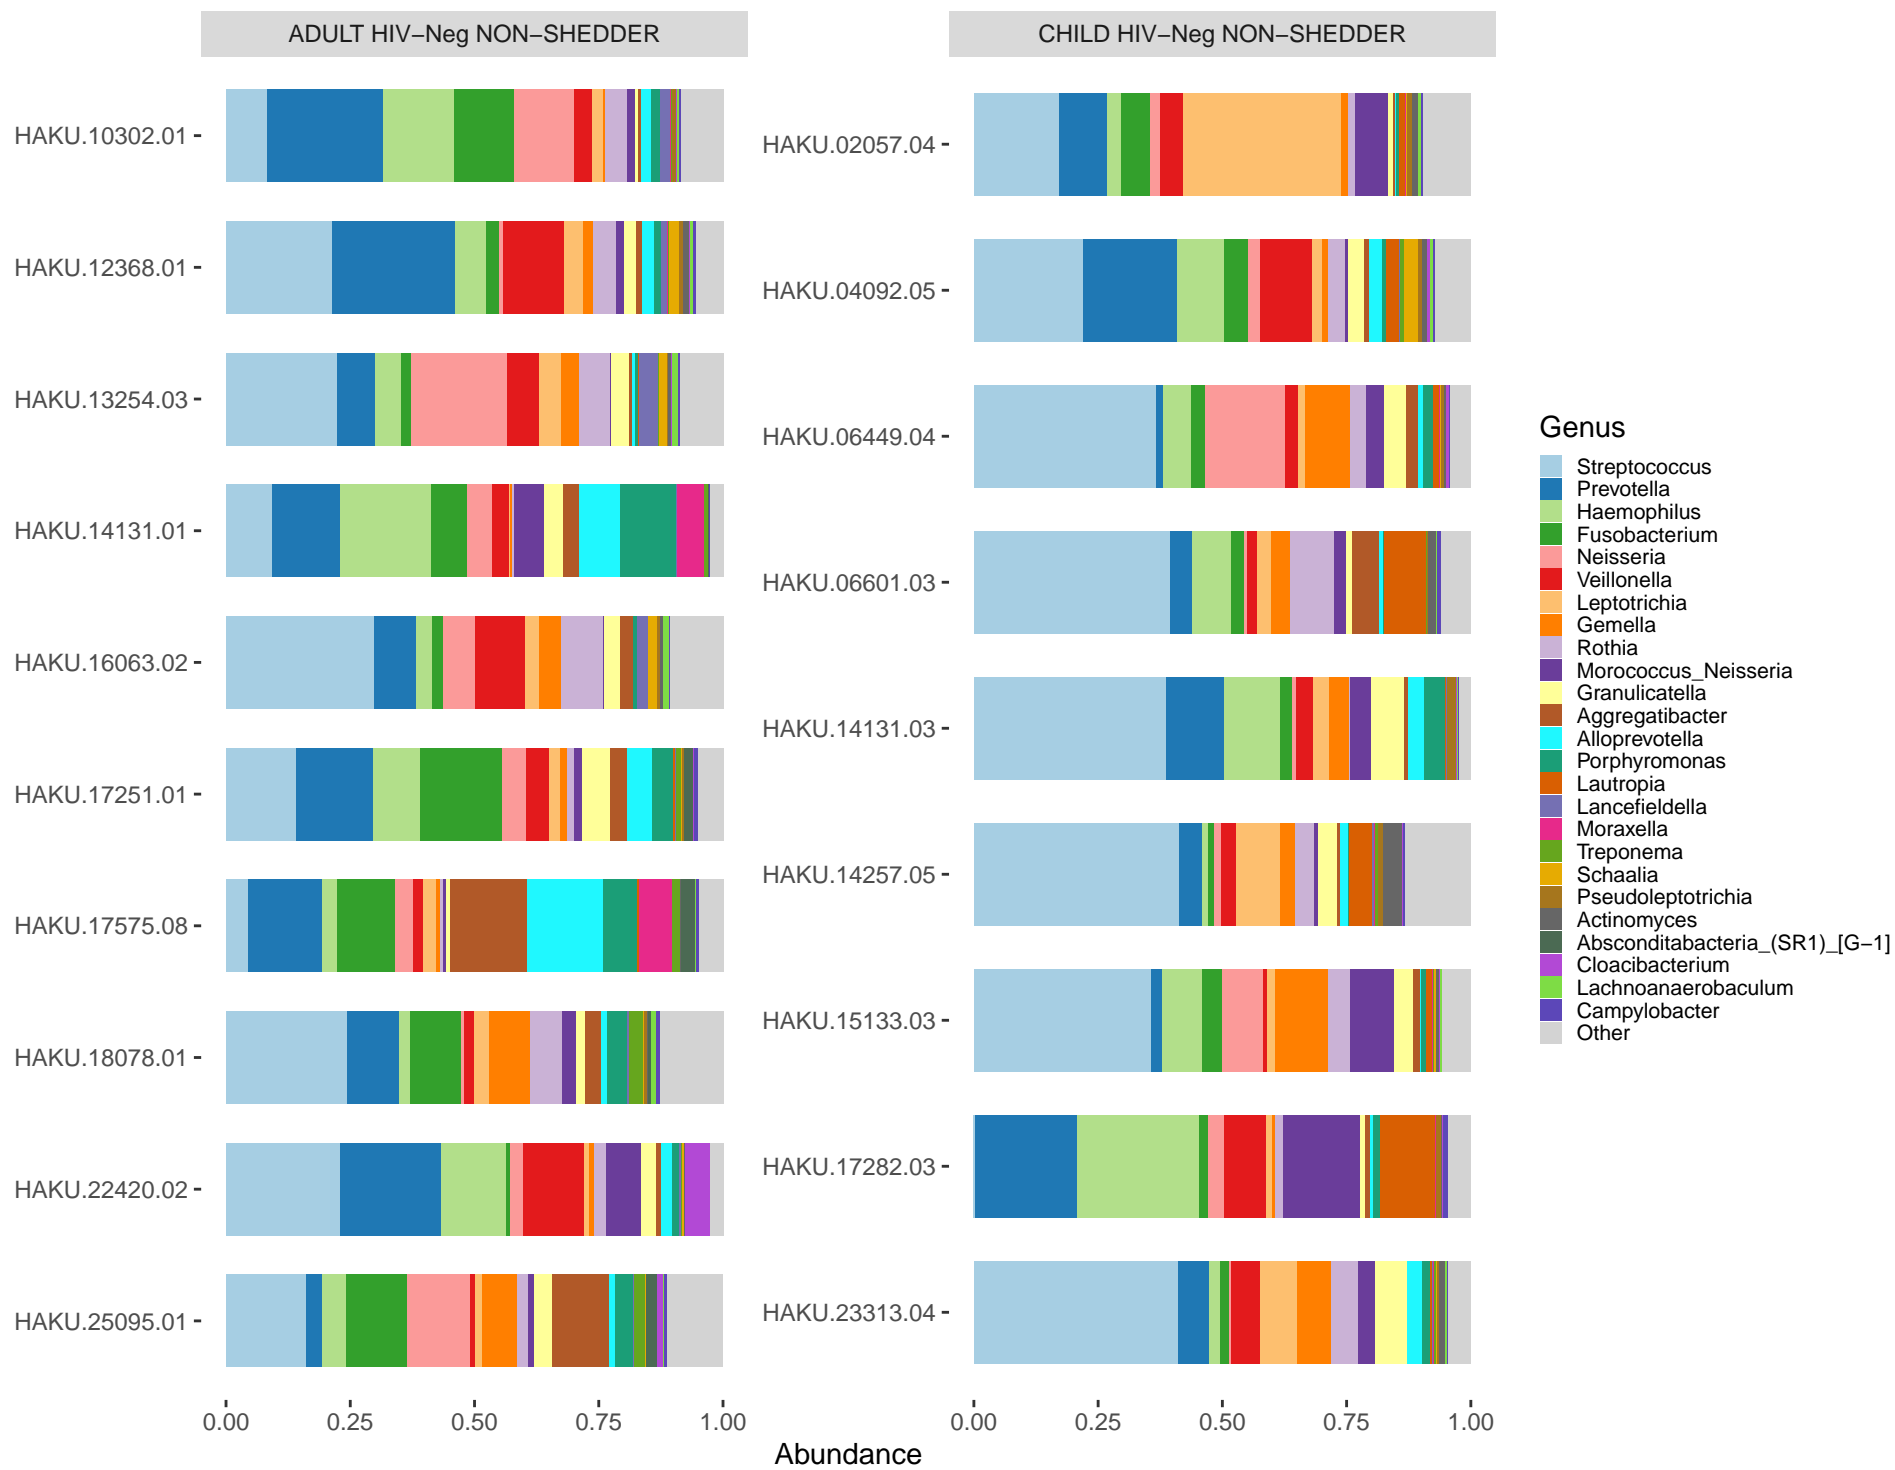 ADULT HIV−Neg NON−SHEDDER
HAKU.10302.01
HAKU.12368.01
HAKU.13254.03
HAKU.14131.01
HAKU.16063.02
HAKU.17251.01
HAKU.17575.08
HAKU.18078.01
HAKU.22420.02
HAKU.25095.01
0.00 0.25 0.50 0.75 1.00
CHILD HIV−Neg NON−SHEDDER
HAKU.02057.04
HAKU.04092.05
HAKU.06449.04
HAKU.06601.03
HAKU.14131.03
HAKU.14257.05
HAKU.15133.03
HAKU.17282.03
HAKU.23313.04
0.00 0.25 0.50 0.75 1.00
Abundance
Genus
Streptococcus
Prevotella
Haemophilus
Fusobacterium
Neisseria
Veillonella
Leptotrichia
Gemella
Rothia
Morococcus_Neisseria
Granulicatella
Aggregatibacter
Alloprevotella
Porphyromonas
Lautropia
Lancefieldella
Moraxella
Treponema
Schaalia
Pseudoleptotrichia
Actinomyces
Absconditabacteria_(SR1)_[G−1]
Cloacibacterium
Lachnoanaerobaculum
Campylobacter
Other